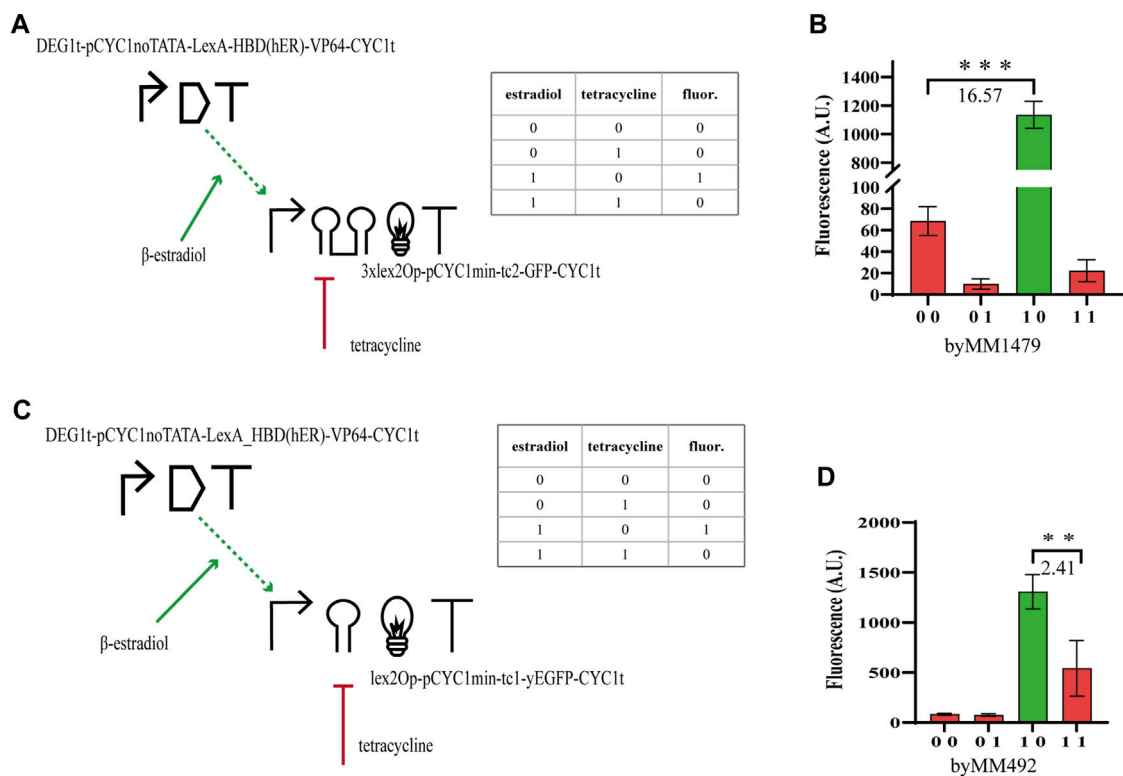 A
DEG1t-pCYC1noTATA-LexA-HBD(hER)-VP64-CYC1t
β-estradiol
3xlex2Op-pCYC1min-tc2-GFP-CYC1t
tetracycline
estradiol tetracycline fluor.
0 0 0
0 1 0
1 0 1
1 1 0
B
Fluorescence (A.U.)
1400
1200
1000
800
100
80
60
40
20
0
* * *
16.57
0 0 0 1 1 0 1 1
byMM1479
C
DEG1t-pCYC1noTATA-LexA_HBD(hER)-VP64-CYC1t
β-estradiol
lex2Op-pCYC1min-tc1-yEGFP-CYC1t
tetracycline
estradiol tetracycline fluor.
0 0 0
0 1 0
1 0 1
1 1 0
D
Fluorescence (A.U.)
2000
1500
1000
500
0
* *
2.41
0 0 0 1 1 0 1 1
byMM492